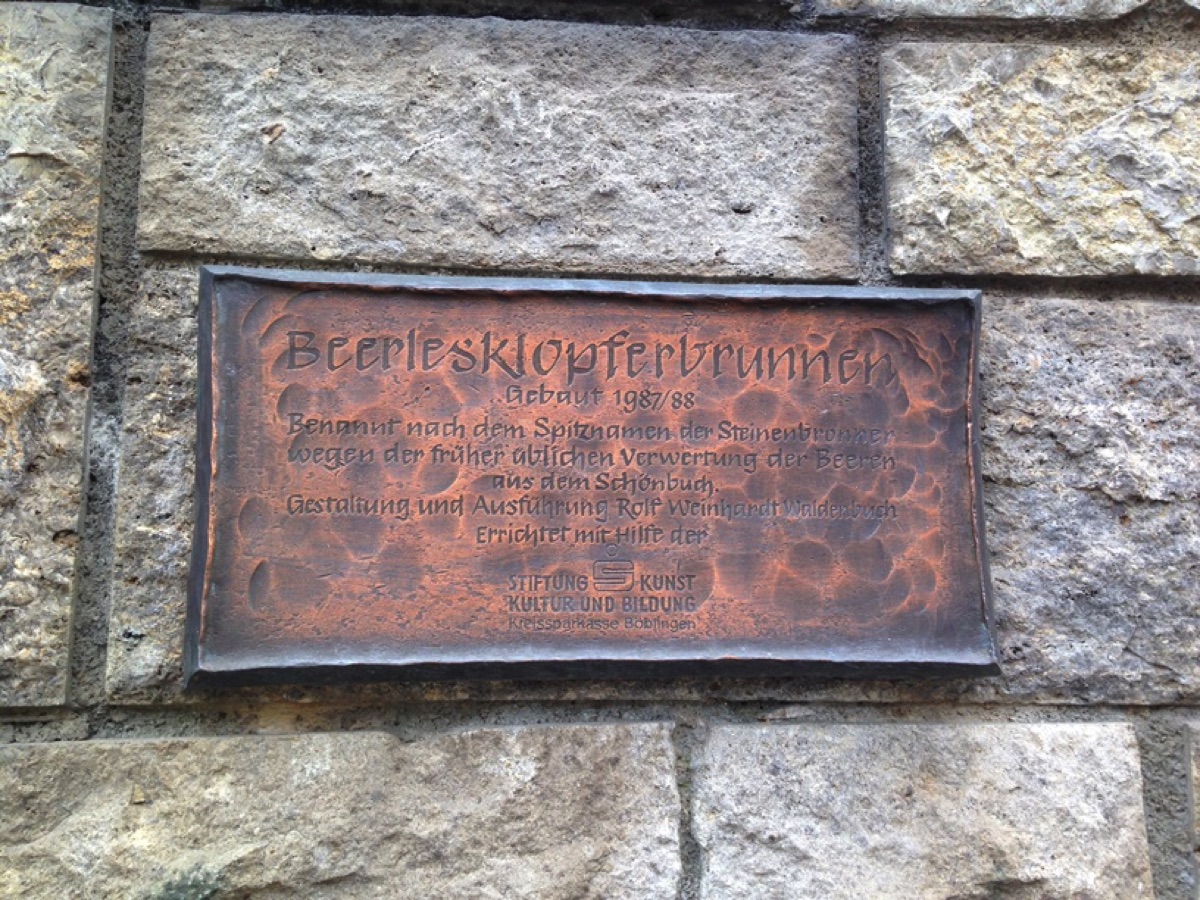 Beerlesklopferbrunnen
Gebaut 1987/88
Benannt nach dem Spitznamen der Steinenbronner
wegen der früher üblichen Verwertung der Beeren
aus dem Schönbuch.
Gestaltung und Ausführung Rolf Weinhardt Waldenbuch
Errichtet mit Hilfe der
STIFTUNG KUNST
KULTUR UND BILDUNG
Kreissparkasse Böblingen